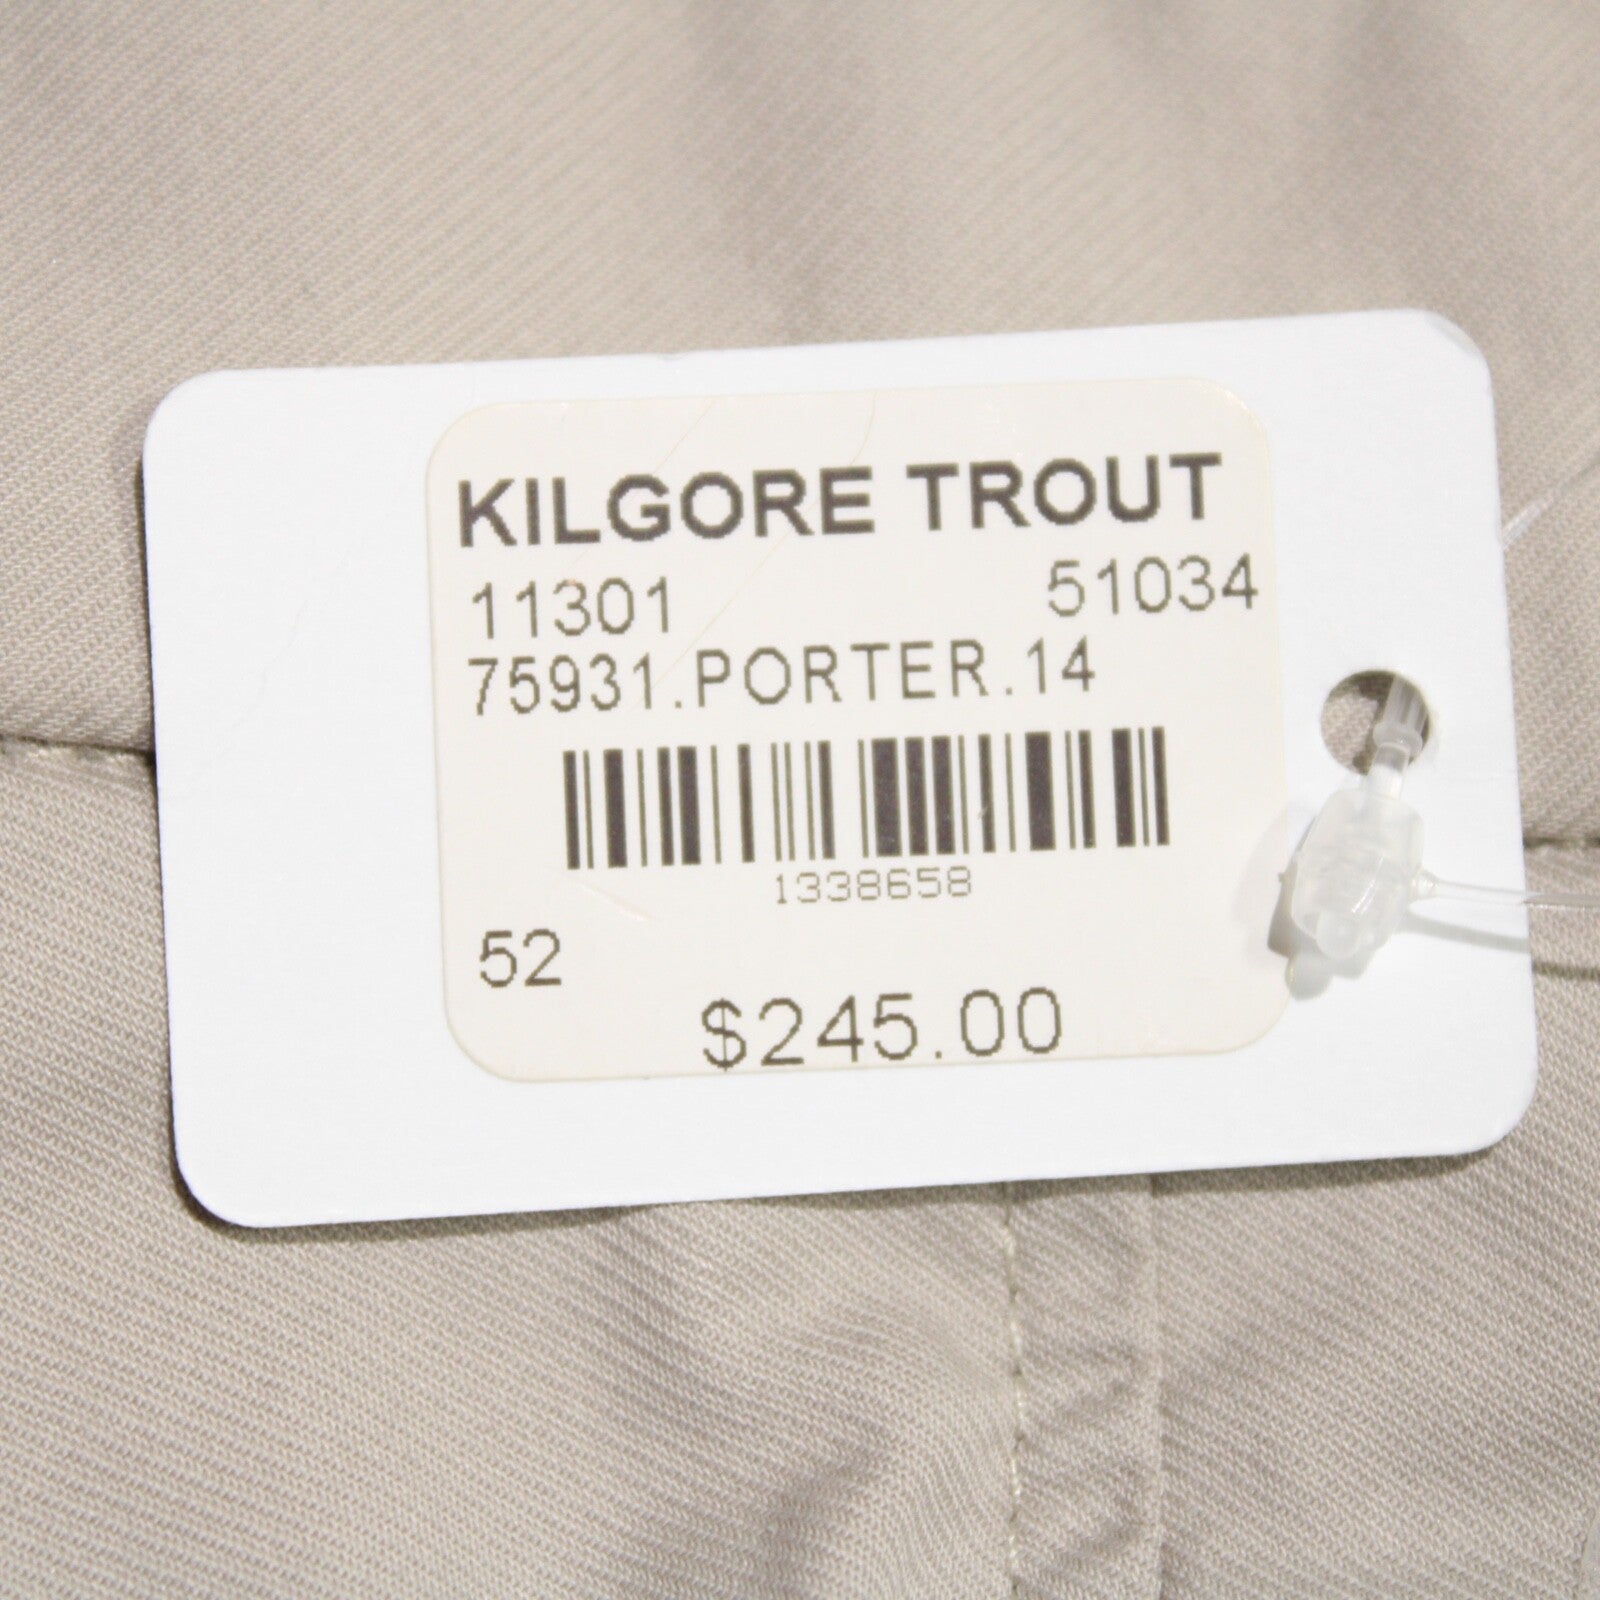 KILGORE TROUT
11301 51034
75931.PORTER.14
1338658
52
$245.00